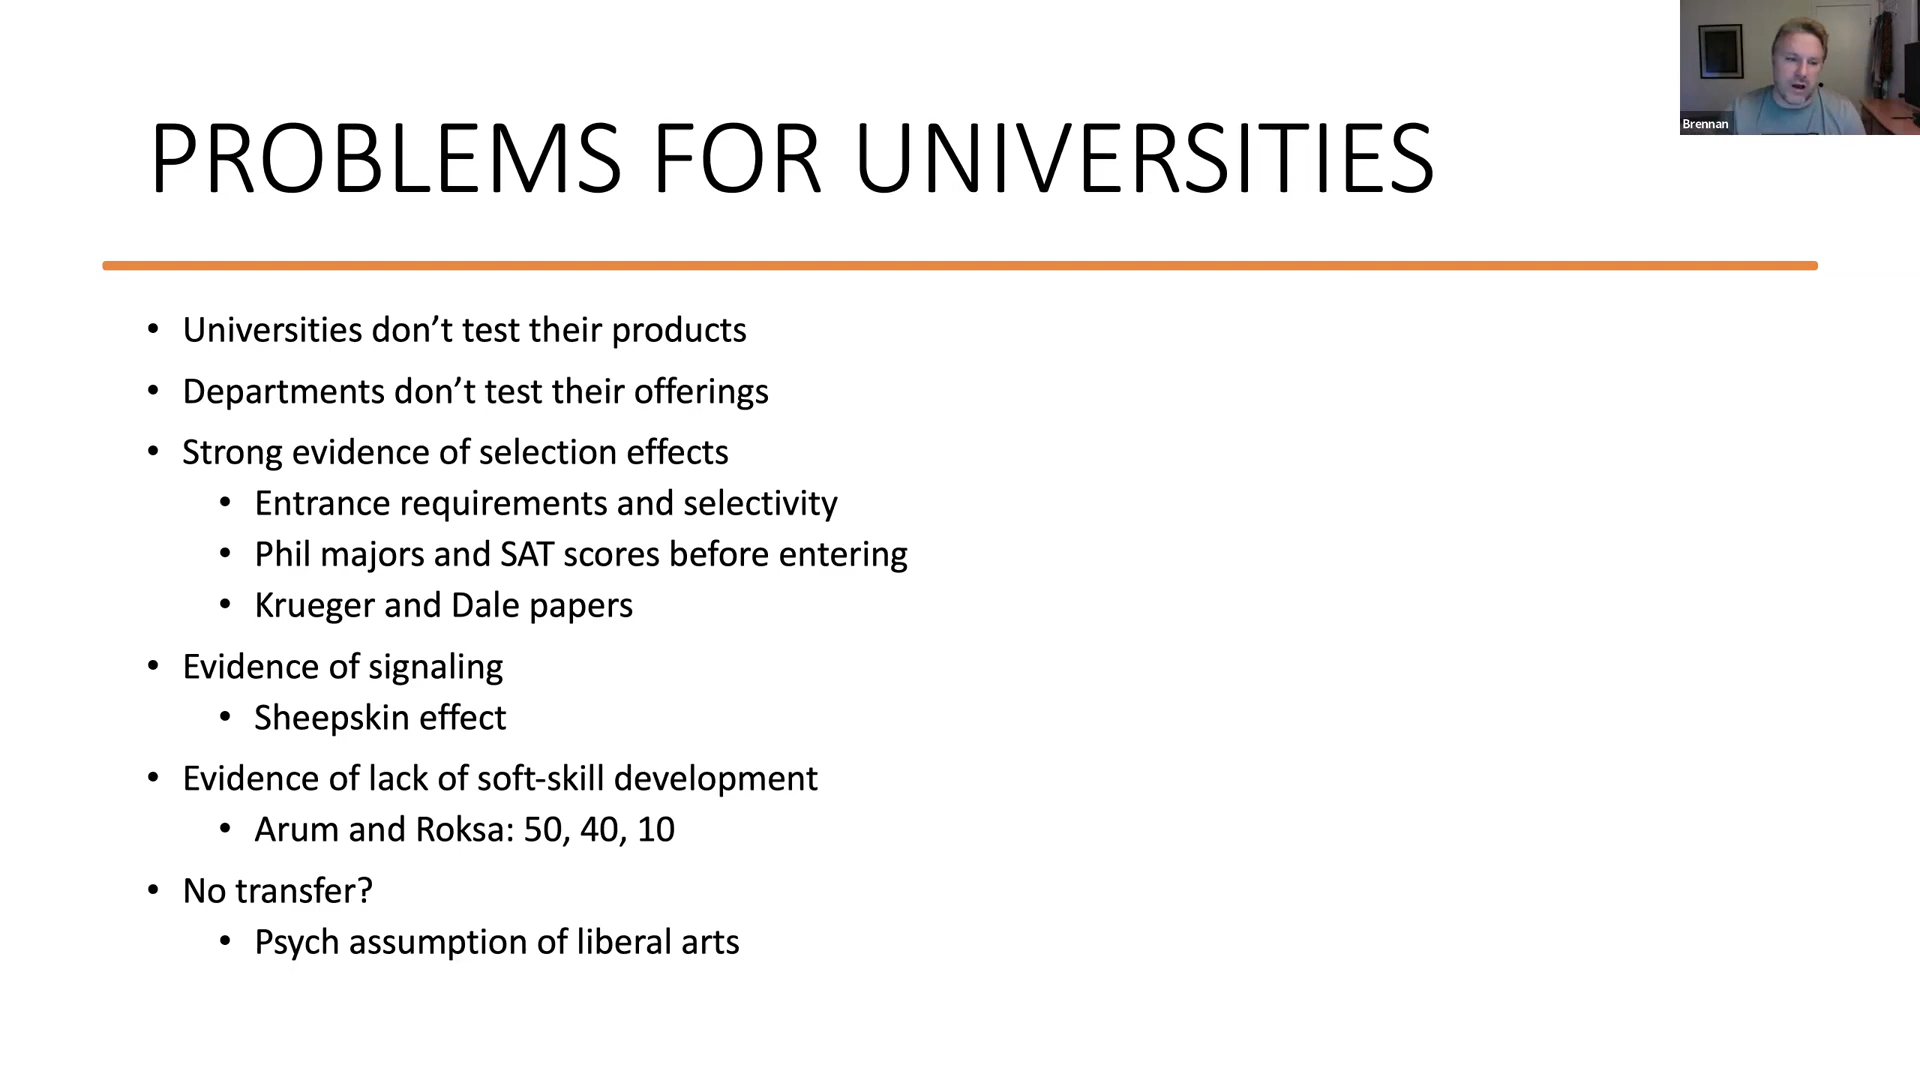 PROBLEMS FOR UNIVERSITIES
Brennan
• Universities don’t test their products
• Departments don’t test their offerings
• Strong evidence of selection effects
• Entrance requirements and selectivity
• Phil majors and SAT scores before entering
• Krueger and Dale papers
• Evidence of signaling
• Sheepskin effect
• Evidence of lack of soft-skill development
• Arum and Roksa: 50, 40, 10
• No transfer?
• Psych assumption of liberal arts